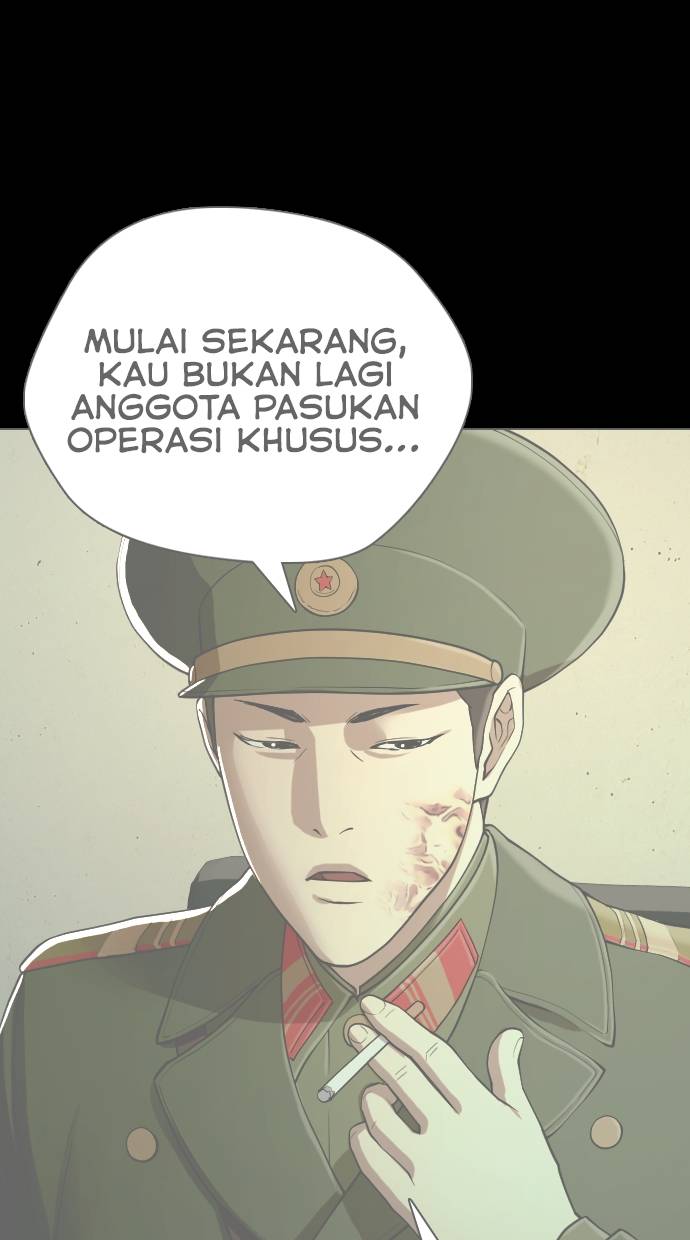 MULAI SEKARANG,
KAU BUKAN LAGI
ANGGOTA PASUKAN
OPERASI KHUSUS...